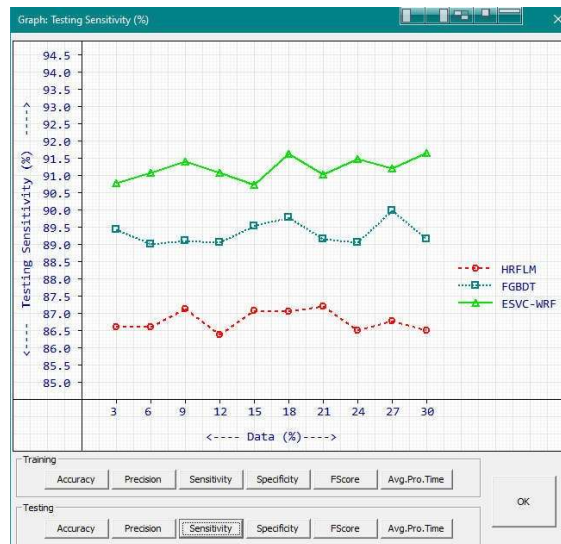 Graph: Testing Sensitivity (%)
94.5
94.0
93.5
93.0
92.5
92.0
91.5
91.0
90.5
90.0
89.5
89.0
88.5
88.0
87.5
87.0
86.5
86.0
85.5
85.0
<---- Testing Sensitivity (%) ---->
HRFLM
FGBDT
ESVC-WRF
3 6 9 12 15 18 21 24 27 30
<---- Data (%)---->
Training
Accuracy Precision Sensitivity Specificity FScore Avg.Pro.Time
OK
Testing
Accuracy Precision Sensitivity Specificity FScore Avg.Pro.Time